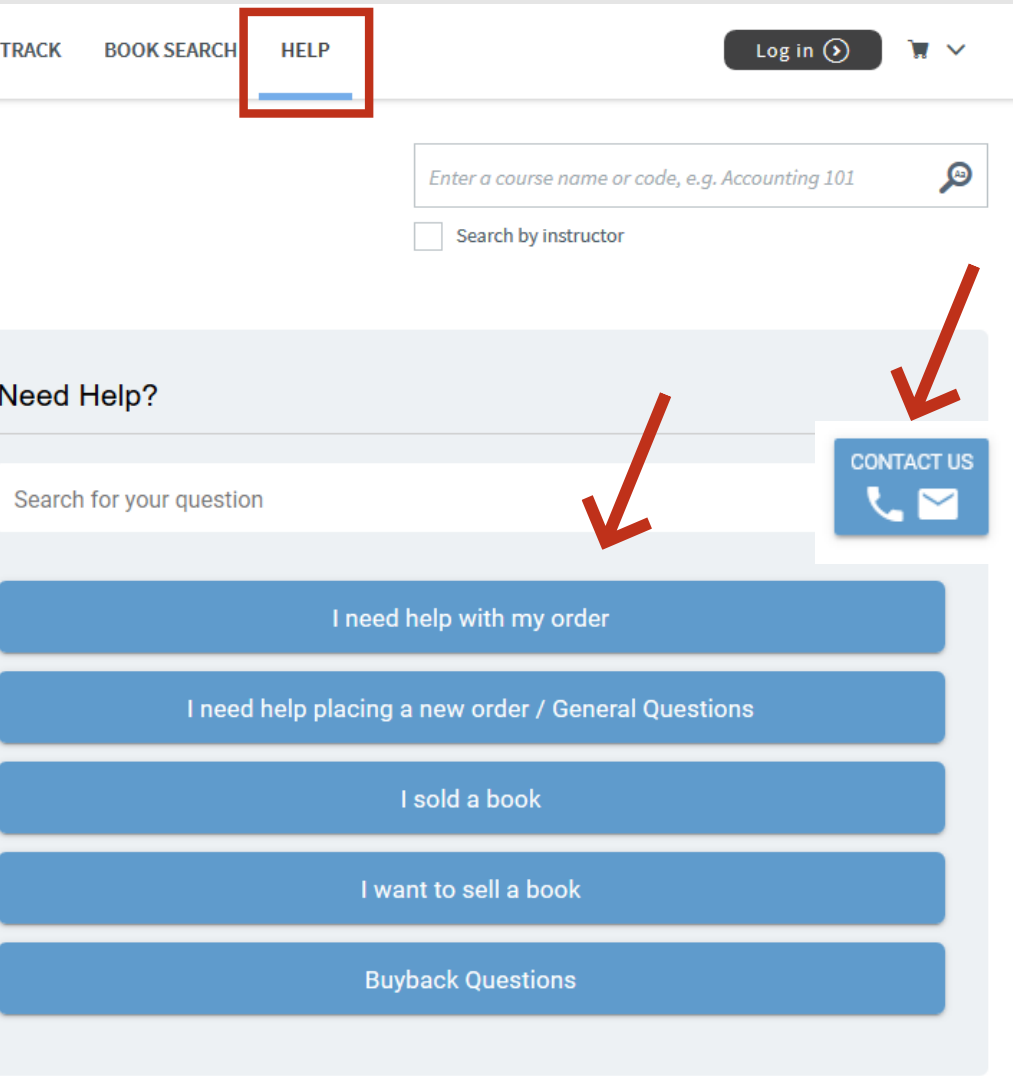 TRACK BOOK SEARCH HELP Log in
Enter a course name or code, e.g. Accounting 101 Aa
Search by instructor
Need Help?
CONTACT US
Search for your question
I need help with my order
I need help placing a new order / General Questions
I sold a book
I want to sell a book
Buyback Questions